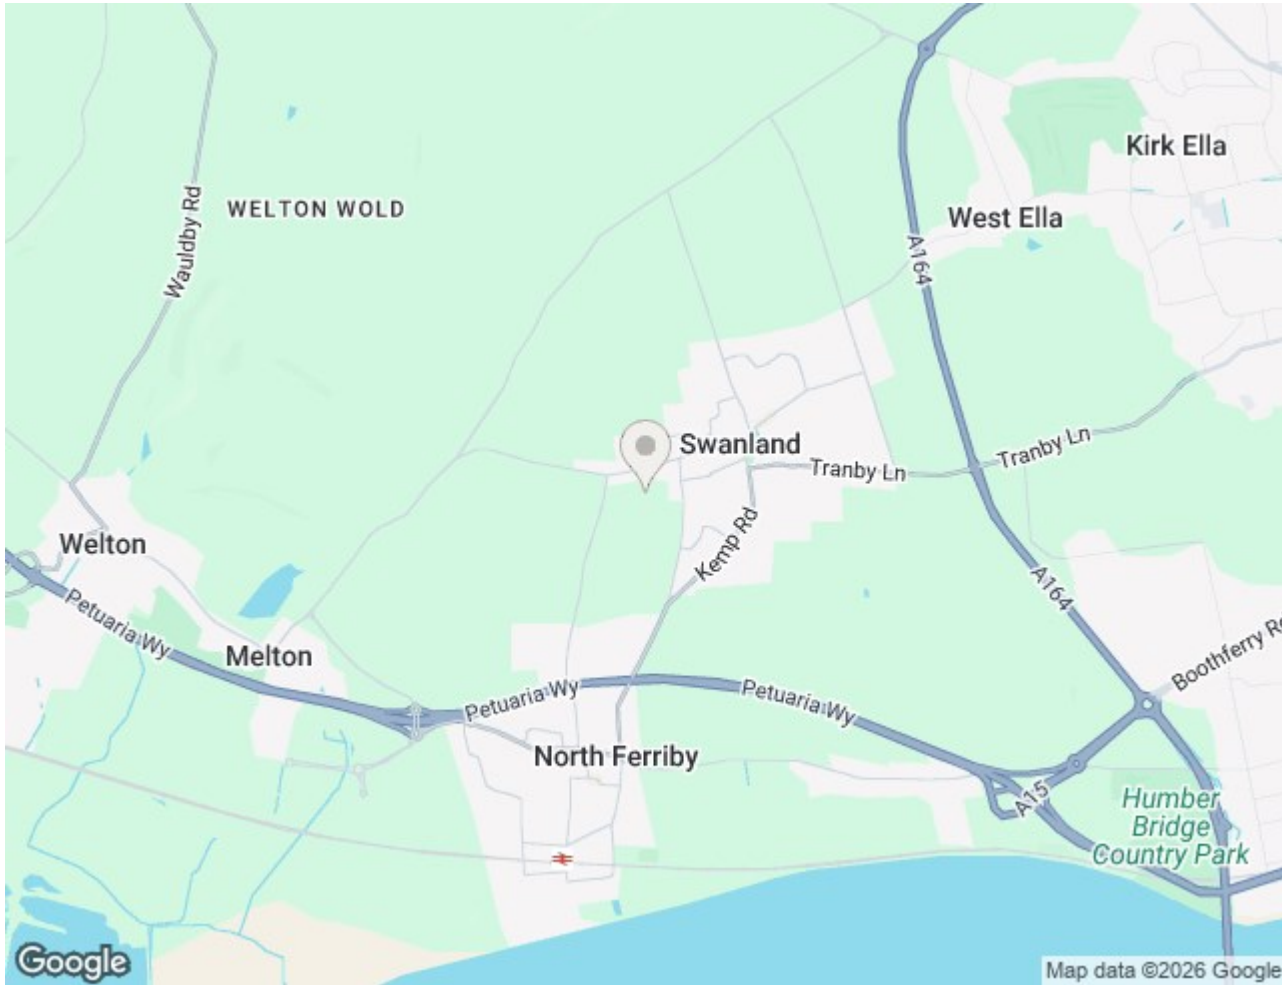 Kirk Ella
WELTON WOLD
West Ella
Wauldby Rd
A164
Swanland
Tranby Ln
Tranby Ln
Kemp Rd
Welton
A164
Petuaria Wy
Boothferry
Melton
Petuaria Wy
Petuaria Wy
North Ferriby
A15
Humber
Bridge
Country Park
Google
Map data ©2026 Google